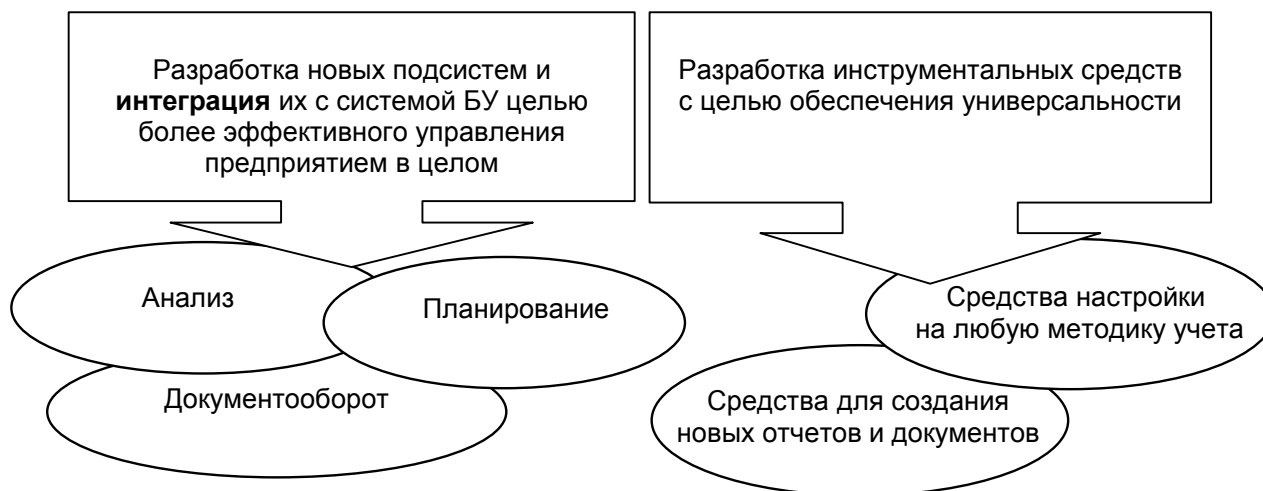 Разработка новых подсистем и
интеграция их с системой БУ целью
более эффективного управления
предприятием в целом
Разработка инструментальных средств
с целью обеспечения универсальности
Анализ
Планирование
Документооборот
Средства настройки
на любую методику учета
Средства для создания
новых отчетов и документов